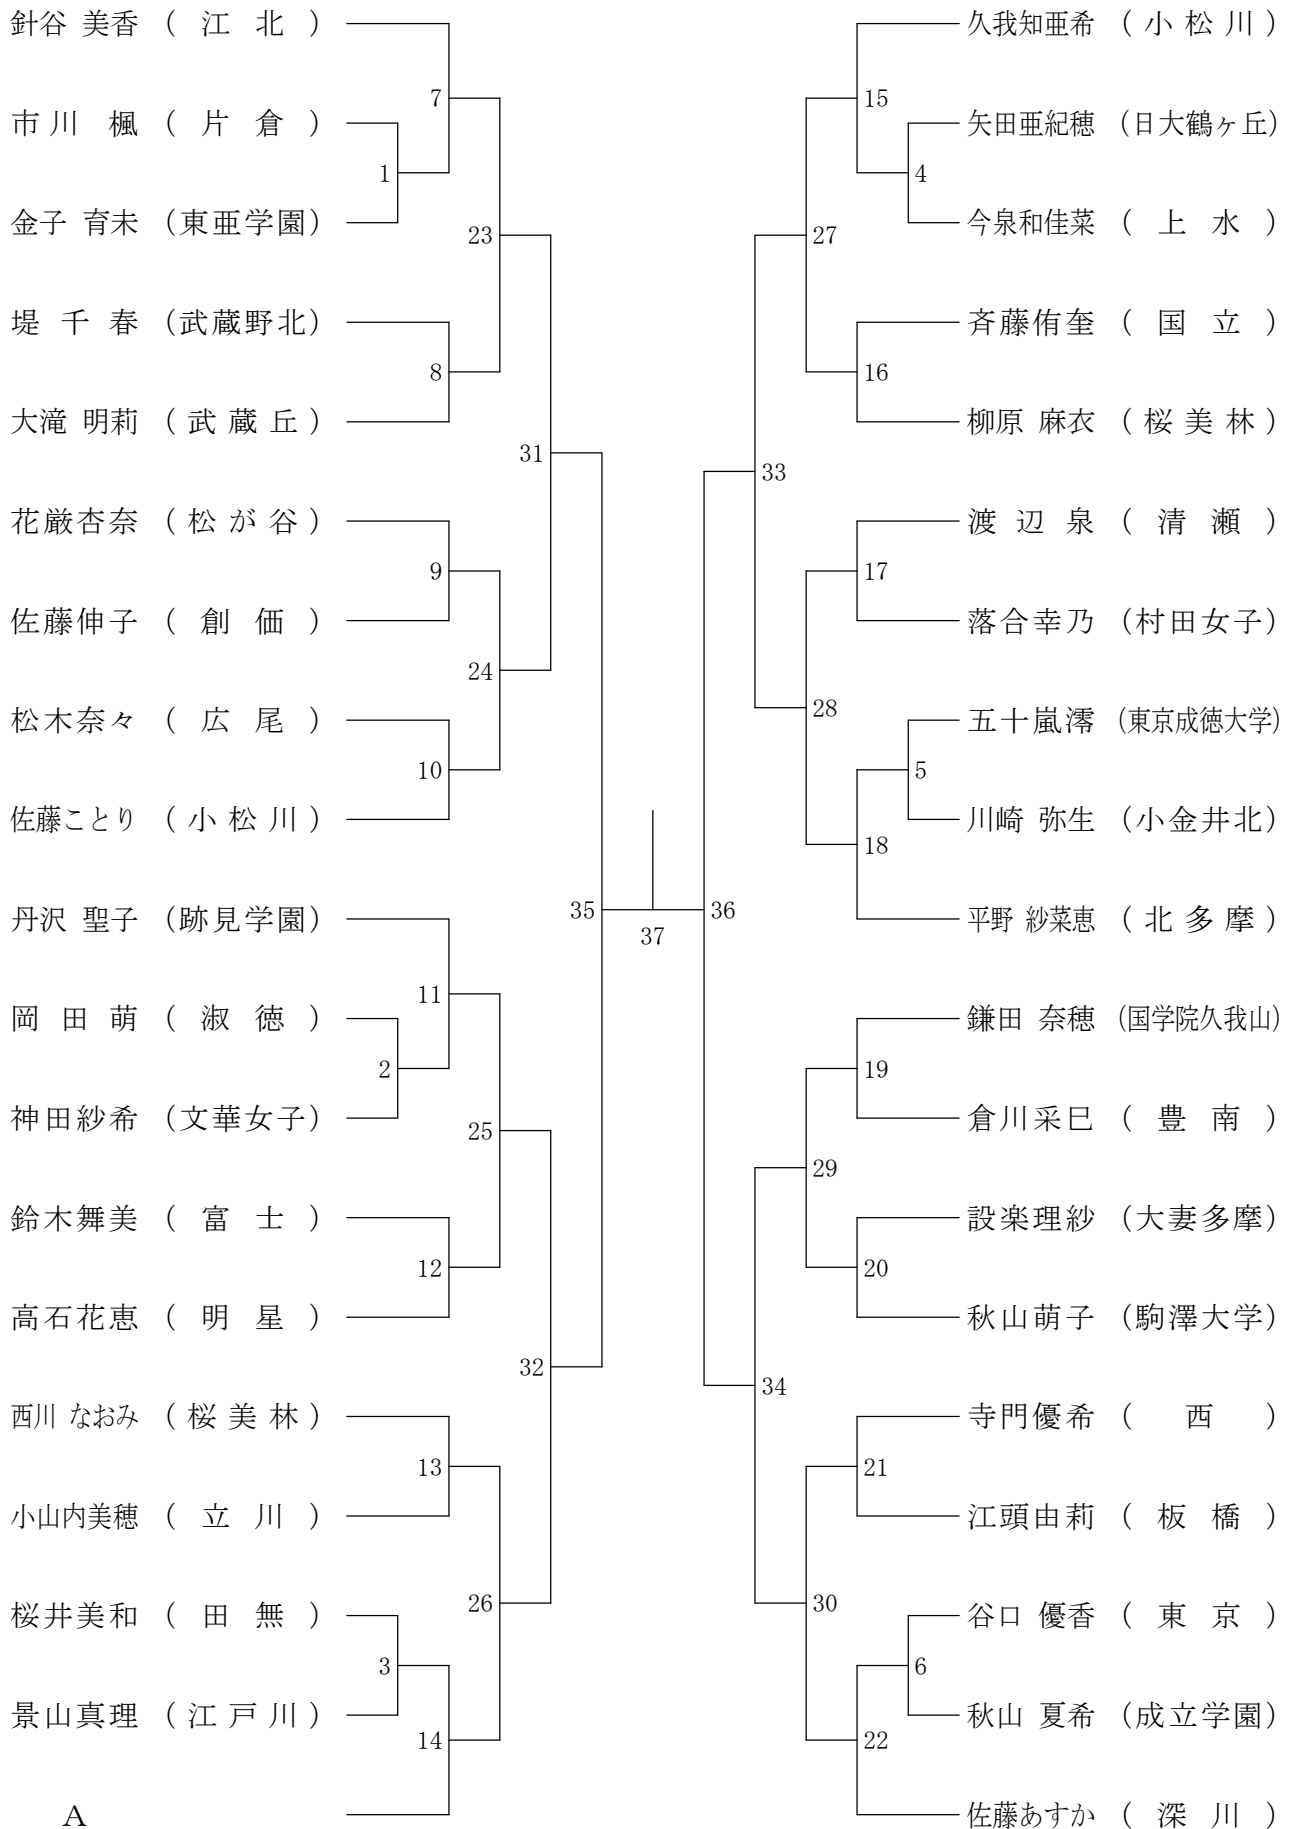 針谷 美香 （ 江 北 ）
7
市 川 楓 （ 片 倉 ）
1
金子 育未 （東亜学園）
23
堤 千 春 （武蔵野北）
8
大滝 明莉 （ 武 蔵 丘 ）
31
花厳杏奈 （ 松 が 谷 ）
9
佐藤伸子 （ 創 価 ）
24
松木奈々 （ 広 尾 ）
10
佐藤ことり （ 小 松 川 ）
丹沢 聖子 （跡見学園）
35
11
岡 田 萌 （ 淑 徳 ）
2
神田紗希 （文華女子）
25
鈴木舞美 （ 富 士 ）
12
高石花恵 （ 明 星 ）
32
西川 なおみ （ 桜 美 林 ）
13
小山内美穂 （ 立 川 ）
桜井美和 （ 田 無 ）
26
3
景山真理 （ 江 戸 川 ）
14
A
37
久我知亜希 （ 小 松 川 ）
15
矢田亜紀穂 （日大鶴ヶ丘）
4
今泉和佳菜 （ 上 水 ）
27
斉藤侑奎 （ 国 立 ）
16
柳原 麻衣 （ 桜 美 林 ）
33
渡 辺 泉 （ 清 瀬 ）
17
落合幸乃 （村田女子）
28
五十嵐澪 （東京成徳大学）
5
川崎 弥生 （小金井北）
18
36
平野 紗菜恵 （ 北 多 摩 ）
鎌田 奈穂 （国学院久我山）
19
倉川采巳 （ 豊 南 ）
29
設楽理紗 （大妻多摩）
20
秋山萌子 （駒澤大学）
34
寺門優希 （ 西 ）
21
江頭由莉 （ 板 橋 ）
30
谷口 優香 （ 東 京 ）
6
秋山 夏希 （成立学園）
22
佐藤あすか （ 深 川 ）